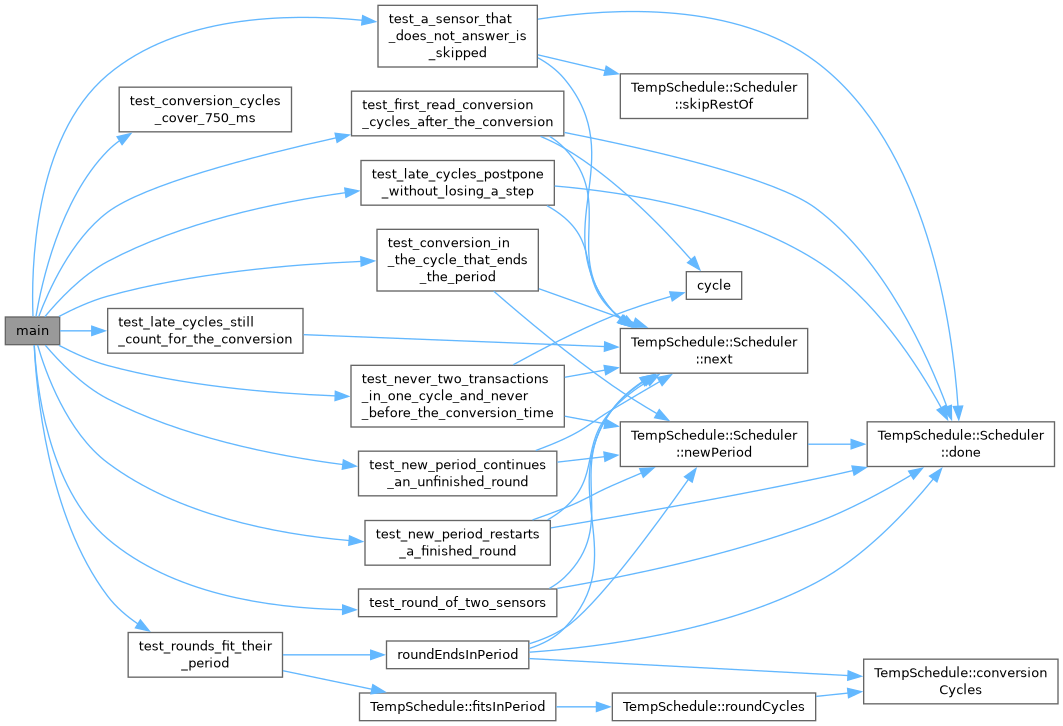 main
test_a_sensor_that
_does_not_answer_is
_skipped
test_conversion_cycles
_cover_750_ms
test_first_read_conversion
_cycles_after_the_conversion
test_late_cycles_postpone
_without_losing_a_step
test_conversion_in
_the_cycle_that_ends
_the_period
test_late_cycles_still
_count_for_the_conversion
test_never_two_transactions
_in_one_cycle_and_never
_before_the_conversion_time
test_new_period_continues
_an_unfinished_round
test_new_period_restarts
_a_finished_round
test_round_of_two_sensors
test_rounds_fit_their
_period
roundEndsInPeriod
TempSchedule::fitsInPeriod
TempSchedule::Scheduler
::skipRestOf
cycle
TempSchedule::Scheduler
::next
TempSchedule::Scheduler
::newPeriod
TempSchedule::roundCycles
TempSchedule::Scheduler
::done
TempSchedule::conversion
Cycles